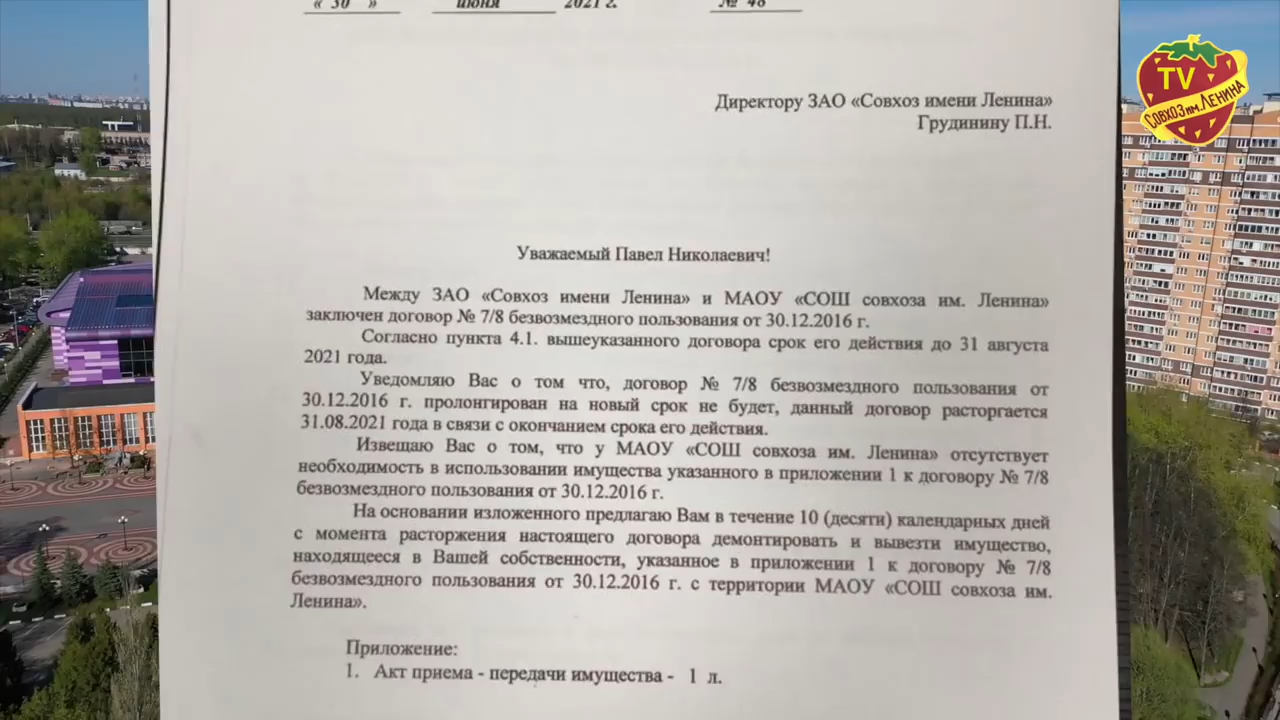 « 30 » июня 2021 г. № 48
TV
СОВХОЗ ИМ. ЛЕНИНА
Директору ЗАО «Совхоз имени Ленина»
Грудинину П.Н.
Уважаемый Павел Николаевич!
Между ЗАО «Совхоз имени Ленина» и МАОУ «СОШ совхоза им. Ленина»
заключен договор № 7/8 безвозмездного пользования от 30.12.2016 г.
Согласно пункта 4.1. вышеуказанного договора срок его действия до 31 августа
2021 года.
Уведомляю Вас о том что, договор № 7/8 безвозмездного пользования от
30.12.2016 г. пролонгирован на новый срок не будет, данный договор расторгается
31.08.2021 года в связи с окончанием срока его действия.
Извещаю Вас о том, что у МАОУ «СОШ совхоза им. Ленина» отсутствует
необходимость в использовании имущества указанного в приложении 1 к договору № 7/8
безвозмездного пользования от 30.12.2016 г.
На основании изложенного предлагаю Вам в течение 10 (десяти) календарных дней
с момента расторжения настоящего договора демонтировать и вывезти имущество,
находящееся в Вашей собственности, указанное в приложении 1 к договору № 7/8
безвозмездного пользования от 30.12.2016 г. с территории МАОУ «СОШ совхоза им.
Ленина».
Приложение:
1. Акт приема - передачи имущества - 1 л.